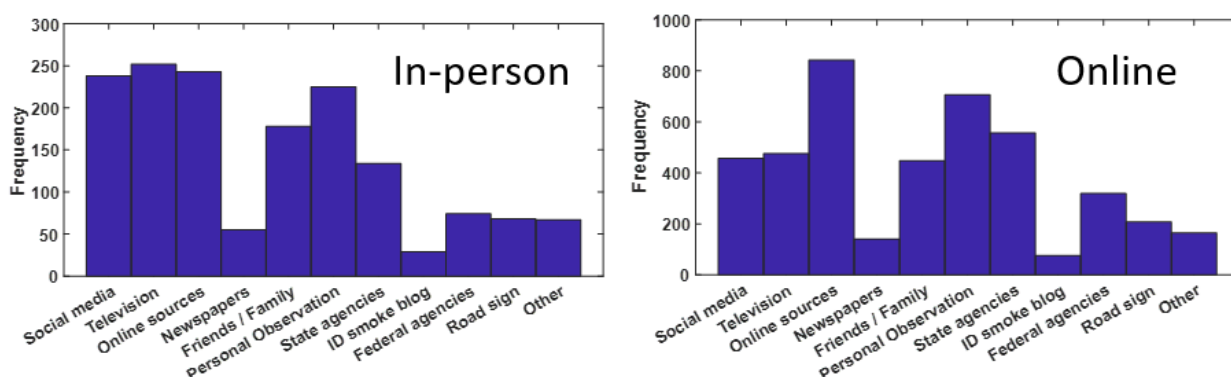 In-person
Frequency
300
250
200
150
100
50
0
Social media
Television
Online sources
Newspapers
Friends / Family
Personal Observation
State agencies
ID smoke blog
Federal agencies
Road sign
Other
Online
Frequency
1000
800
600
400
200
0
Social media
Television
Online sources
Newspapers
Friends / Family
Personal Observation
State agencies
ID smoke blog
Federal agencies
Road sign
Other